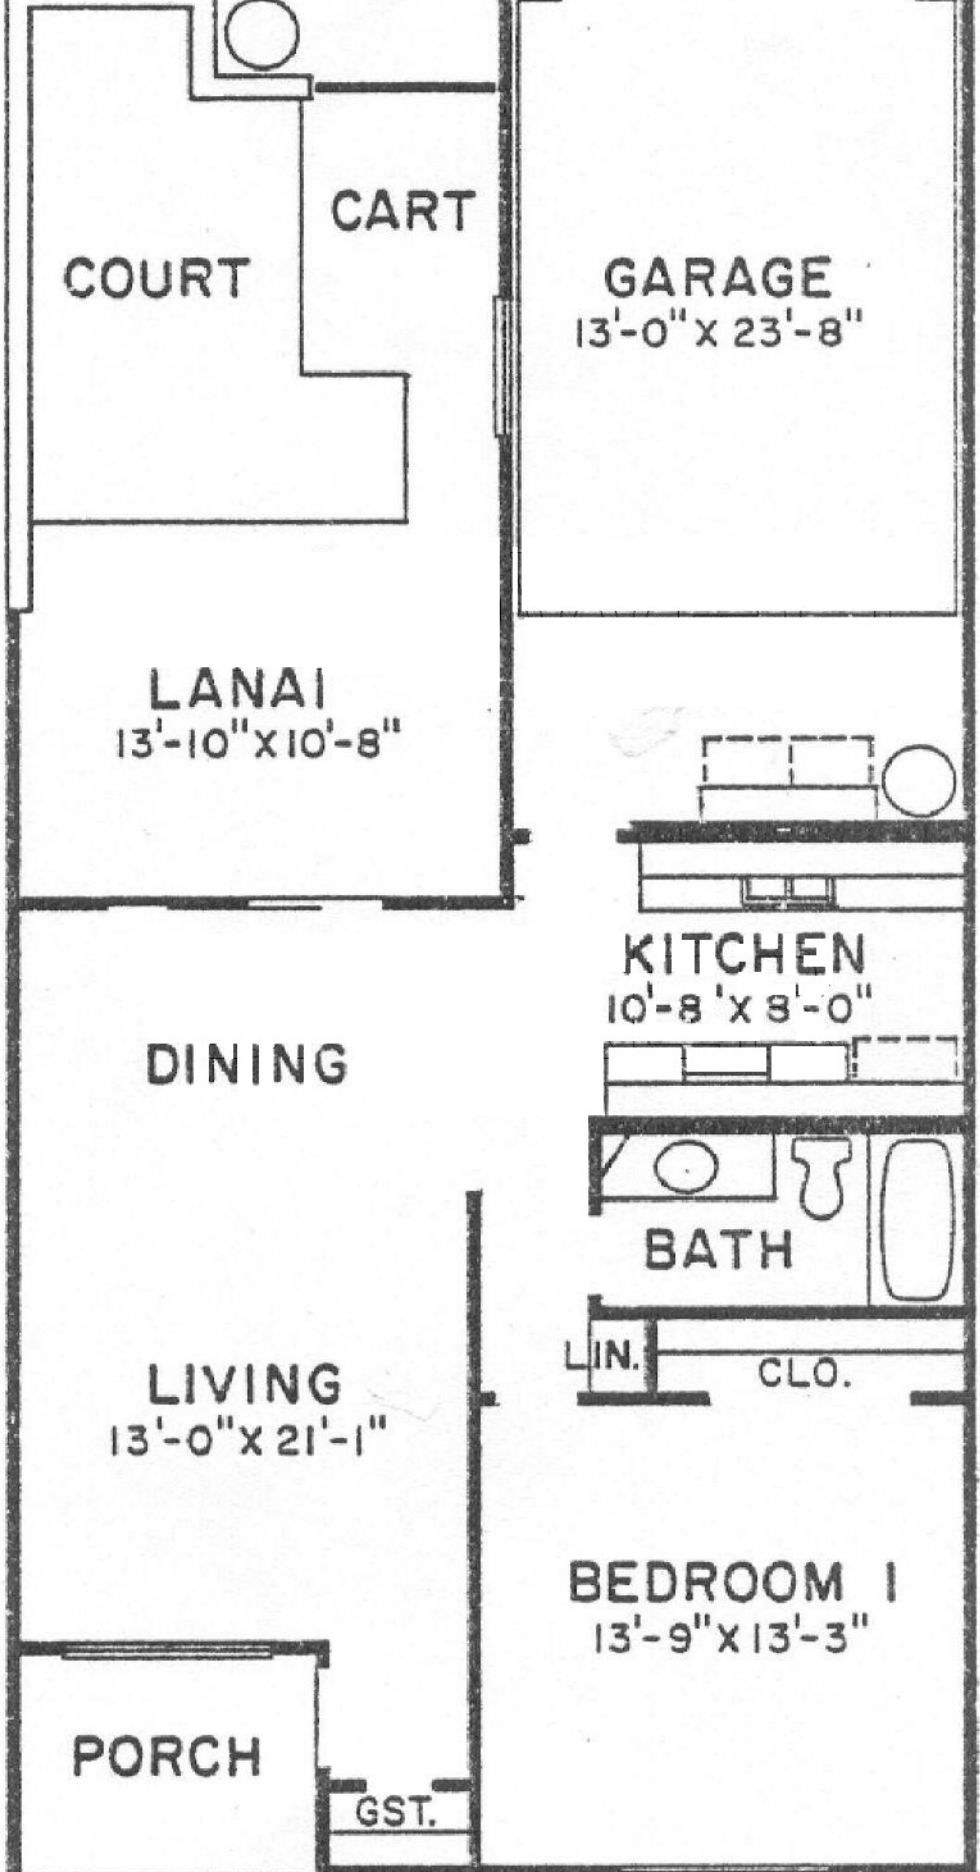 CART
COURT
GARAGE
13'-0" X 23'-8"
LANAI
13'-10" X 10'-8"
KITCHEN
10'-8 ' X 8'-0"
DINING
BATH
LIN.
CLO.
LIVING
13'-0" X 21'-1"
BEDROOM 1
13'-9" X 13'-3"
PORCH
GST.